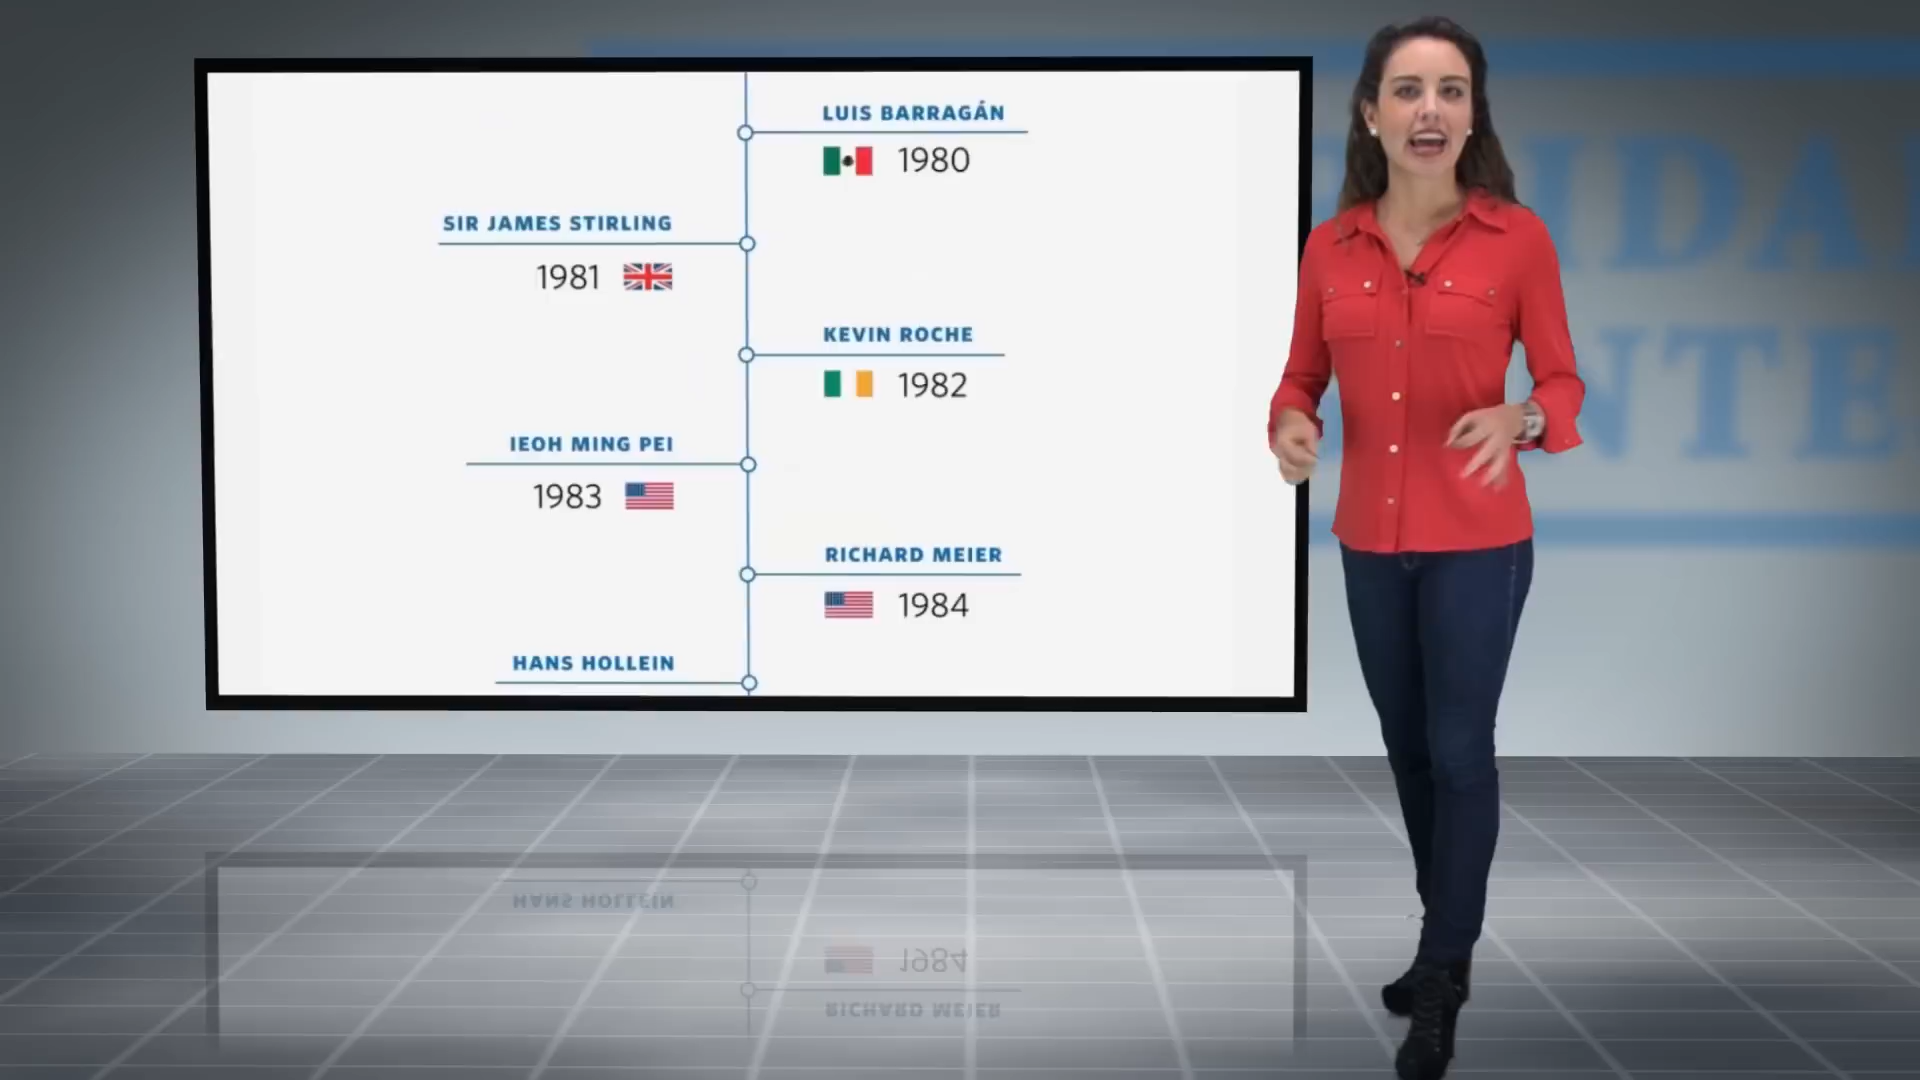 LUIS BARRAGÁN
1980
SIR JAMES STIRLING
1981
KEVIN ROCHE
1982
IEOH MING PEI
1983
RICHARD MEIER
1984
HANS HOLLEIN